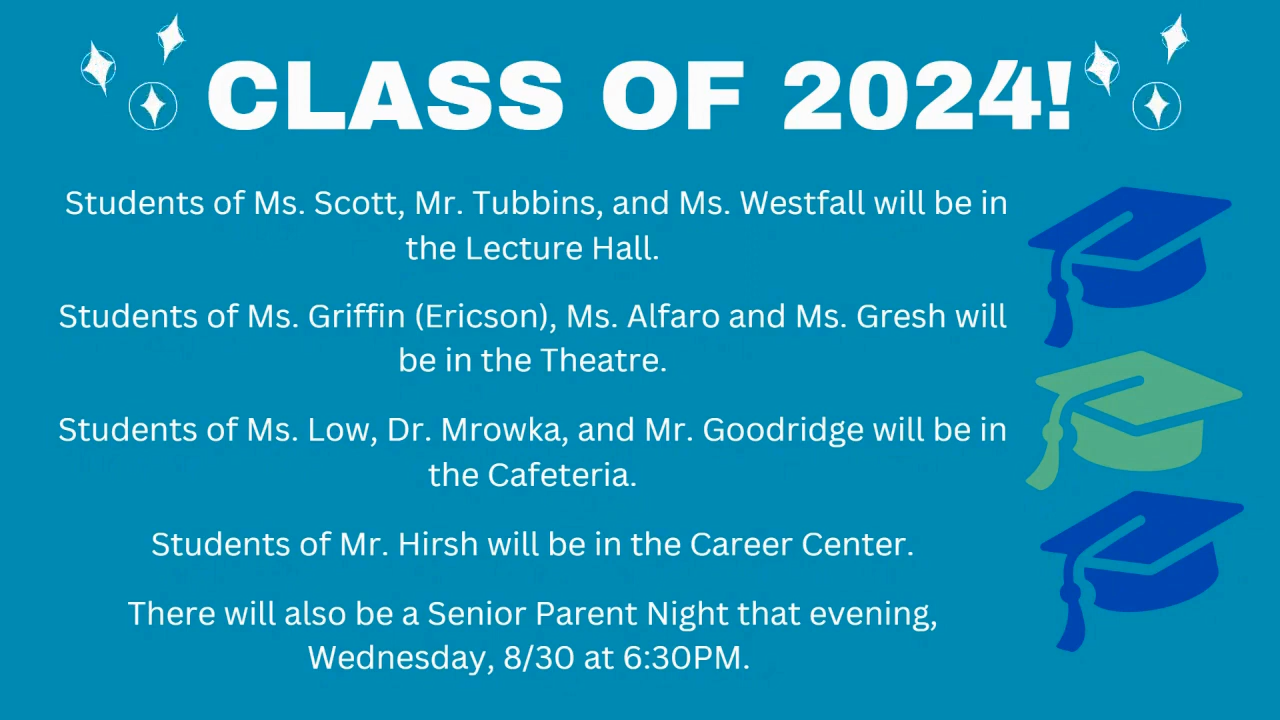 CLASS OF 2024!
Students of Ms. Scott, Mr. Tubbins, and Ms. Westfall will be in
the Lecture Hall.
Students of Ms. Griffin (Ericson), Ms. Alfaro and Ms. Gresh will
be in the Theatre.
Students of Ms. Low, Dr. Mrowka, and Mr. Goodridge will be in
the Cafeteria.
Students of Mr. Hirsh will be in the Career Center.
There will also be a Senior Parent Night that evening,
Wednesday, 8/30 at 6:30PM.